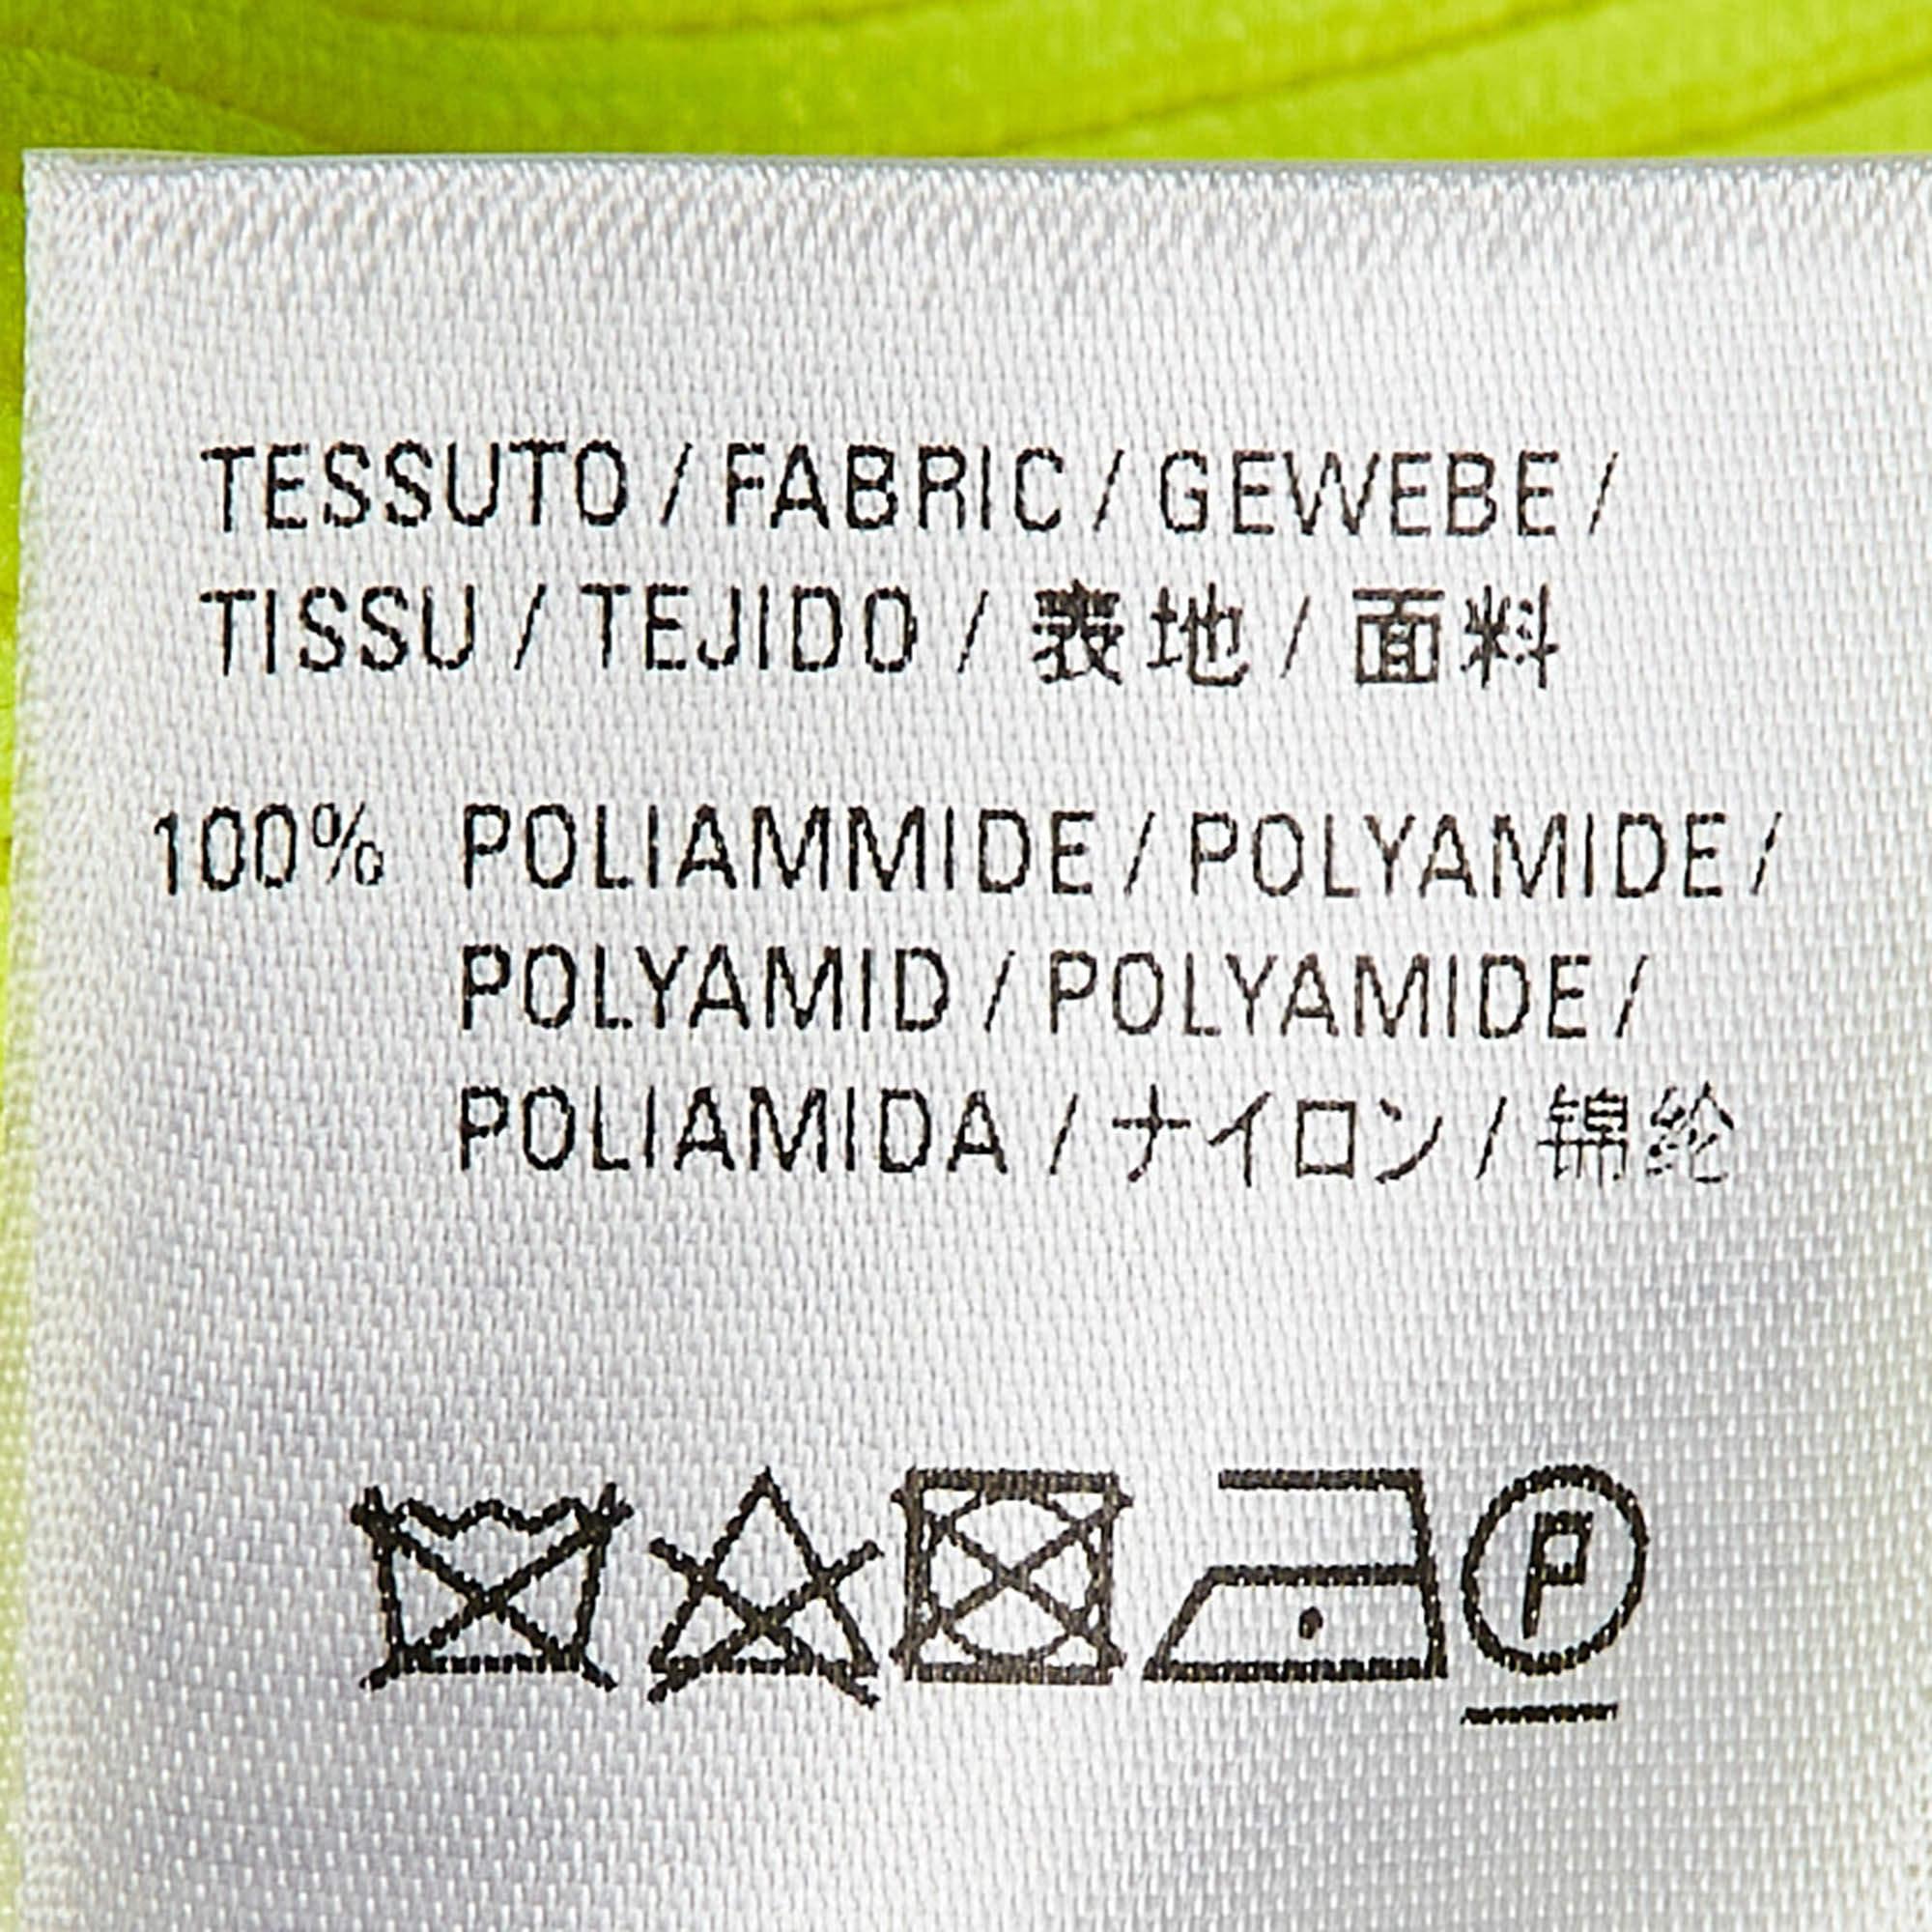 TESSUTO / FABRIC / GEWEBE /
TISSU / TEJIDO / 表地 / 面料
100% POLIAMMIDE / POLYAMIDE /
POLYAMID / POLYAMIDE /
POLIAMIDA / ナイロン / 锦纶
P